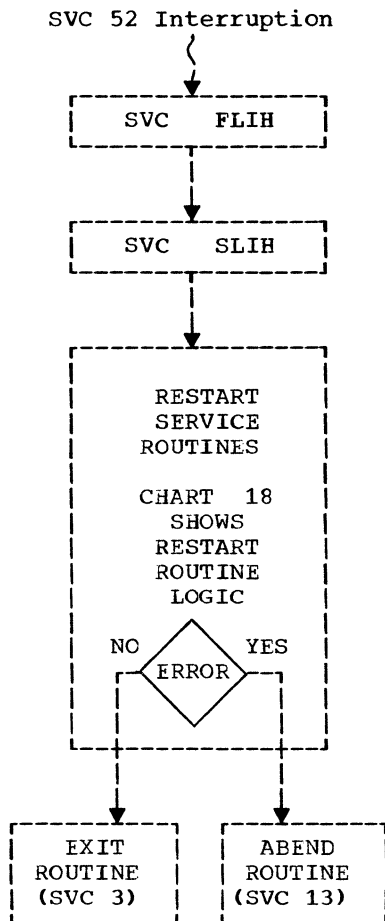 SVC 52 Interruption
SVC FLIH
SVC SLIH
RESTART
SERVICE
ROUTINES
CHART 18
SHOWS
RESTART
ROUTINE
LOGIC
NO YES
ERROR
EXIT
ROUTINE
(SVC 3)
ABEND
ROUTINE
(SVC 13)